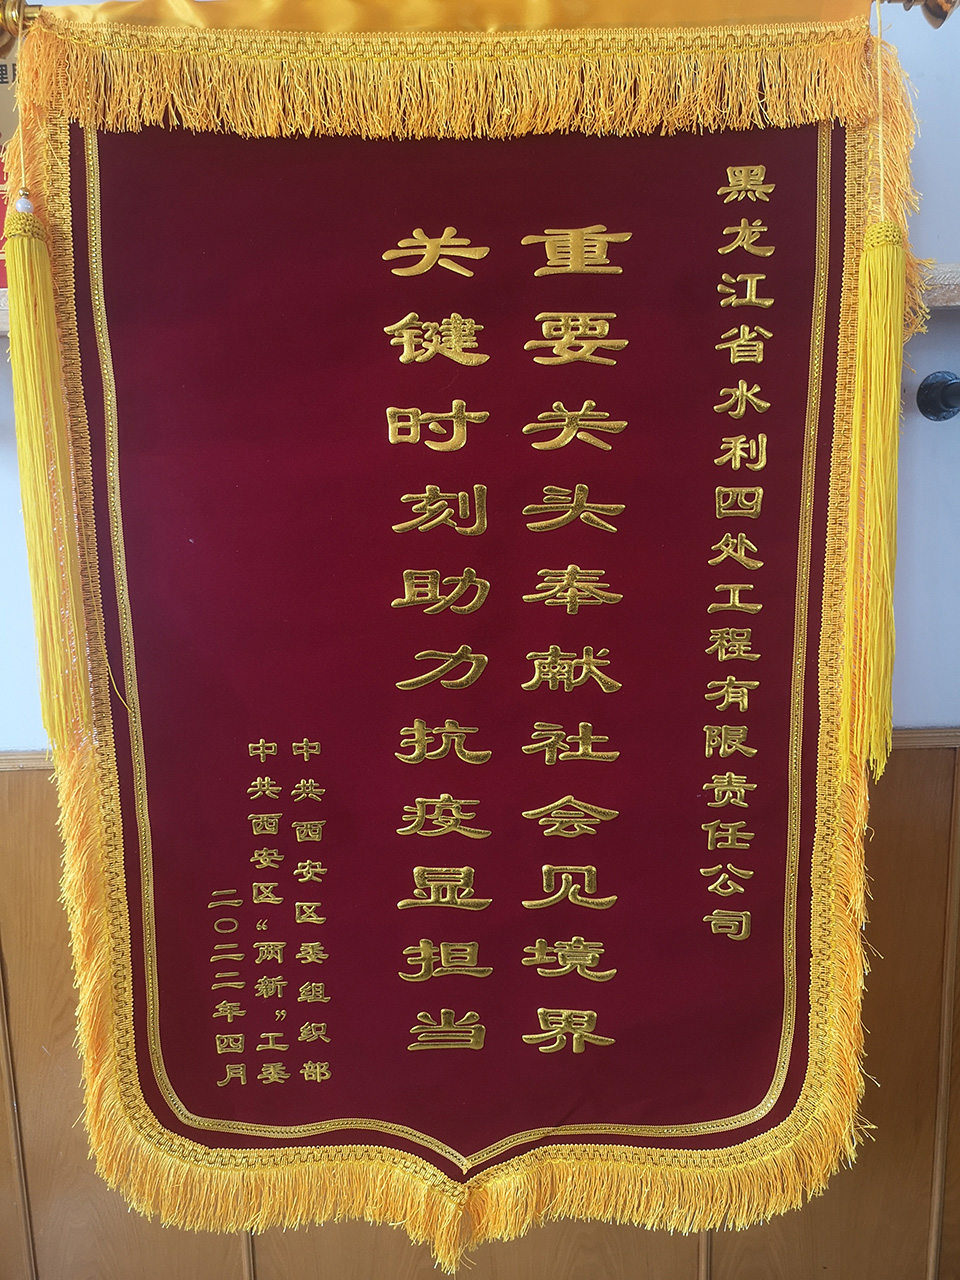 黑龙江省水利四处工程有限责任公司
重要关头奉献社会见境界
关键时刻助力抗疫显担当
中共西安区委组织部
中共西安区“两新”工委
二〇二二年四月